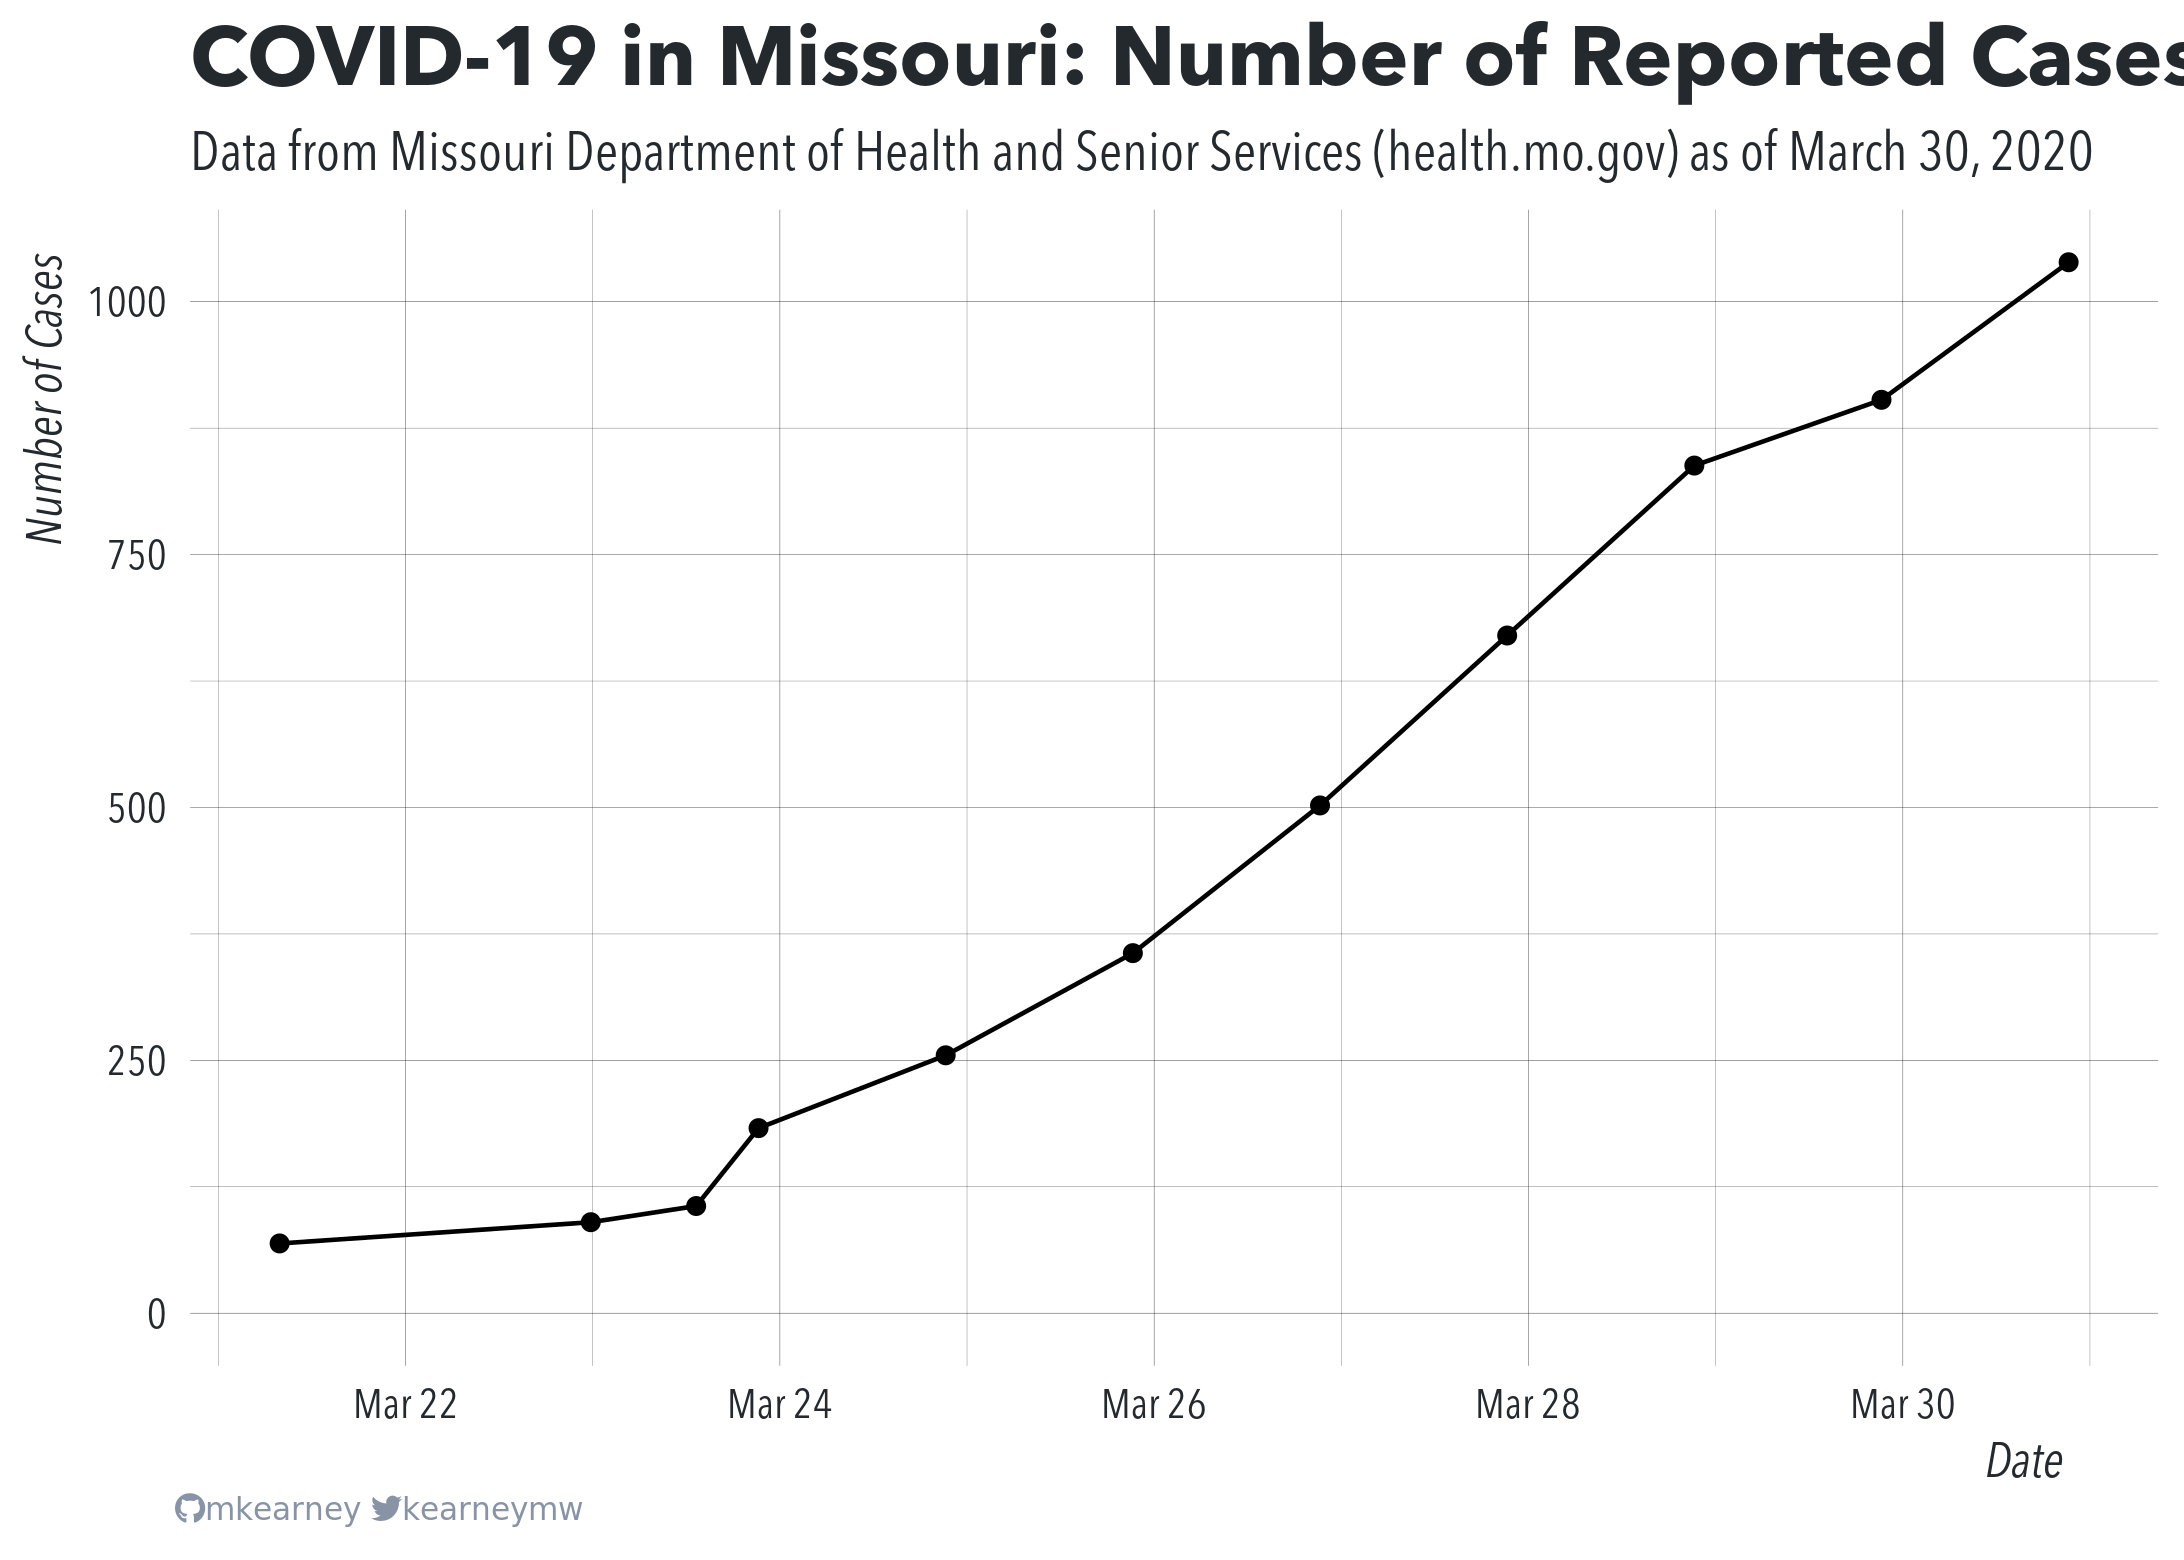 COVID-19 in Missouri: Number of Reported Cases
Data from Missouri Department of Health and Senior Services (health.mo.gov) as of March 30, 2020
Number of Cases
1000
750
500
250
0
Mar 22
Mar 24
Mar 26
Mar 28
Mar 30
Date
mkearney kearneymw